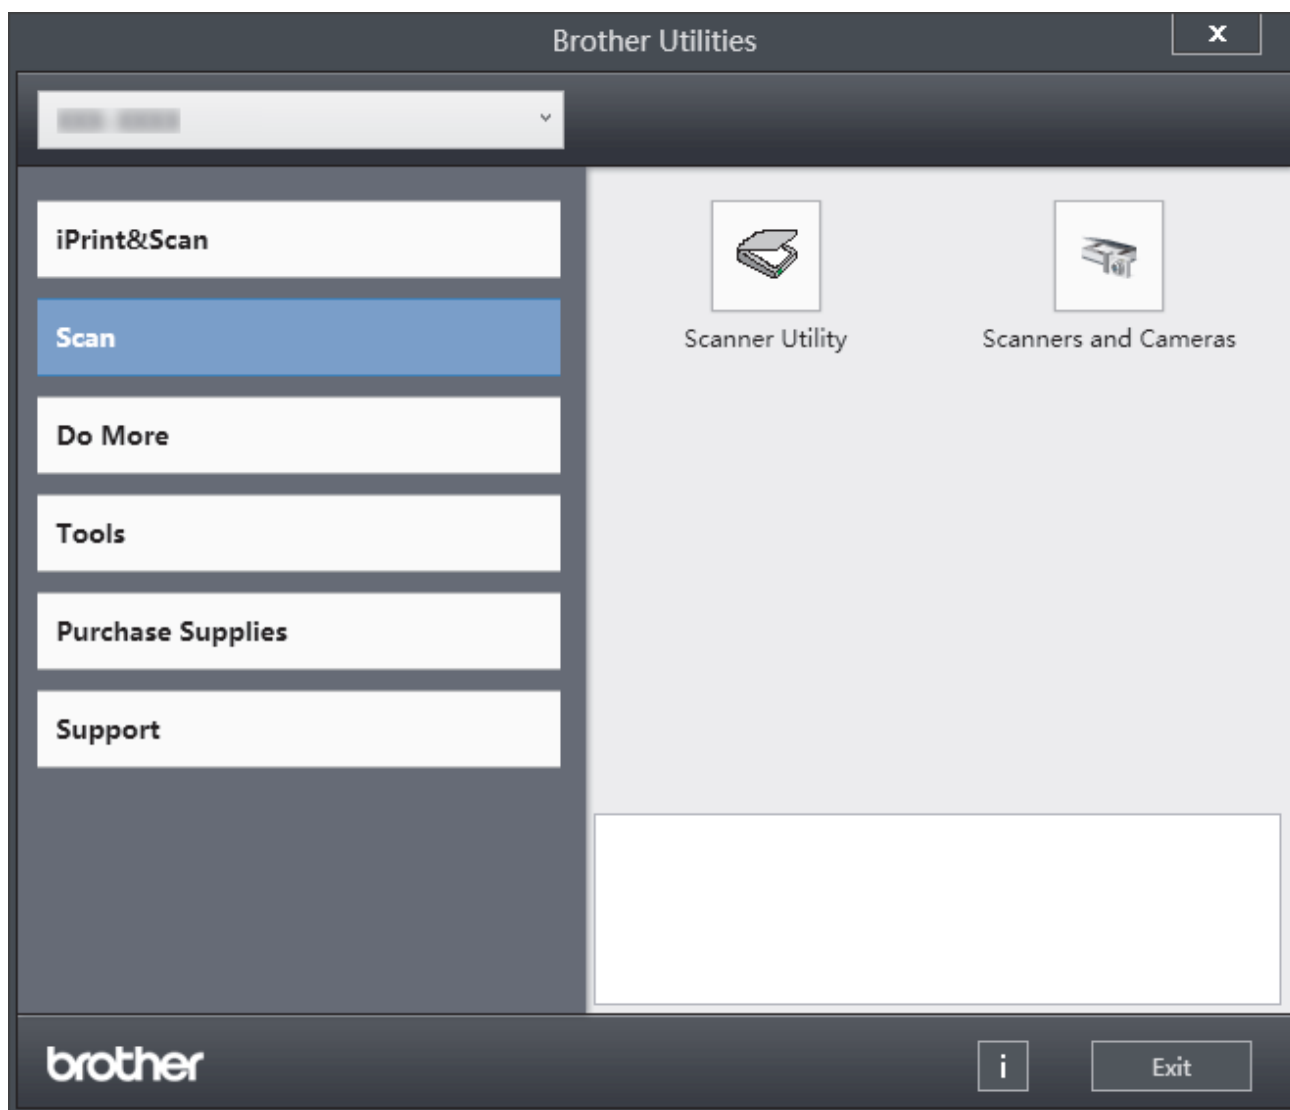 Brother Utilities
x
iPrint&Scan
Scan
Do More
Tools
Purchase Supplies
Support
Scanner Utility
Scanners and Cameras
brother
i
Exit